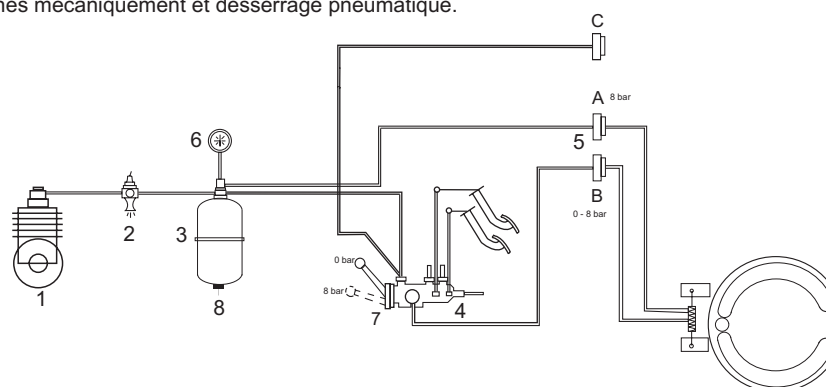 nés mécaniquement et desserrage pneumatique.
C
A 8 bar
6
5
B
2
3
0 - 8 bar
0 bar
8 bar
1
8
7
4